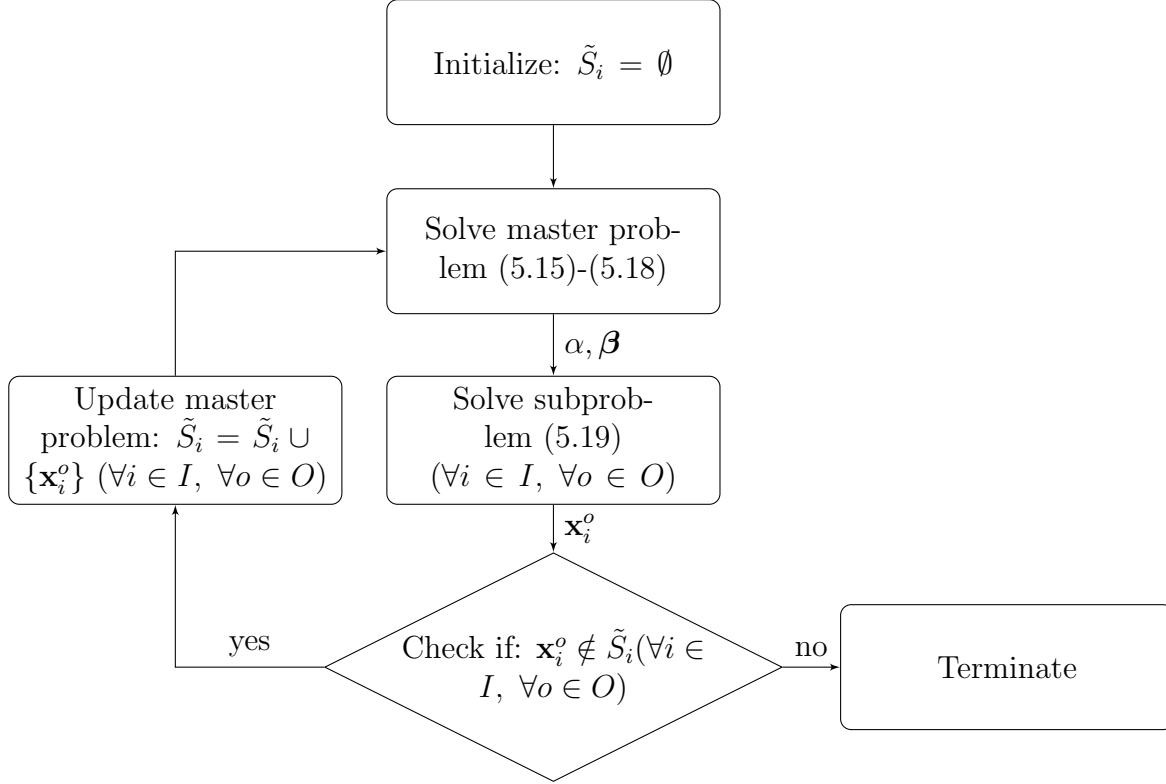 Initialize: S̃ᵢ = ∅
Solve master prob-
lem (5.15)-(5.18)
α, 𝜷
Update master
problem: S̃ᵢ = S̃ᵢ ∪
{𝐱ᵢᵒ} (∀i ∈ I, ∀o ∈ O)
Solve subprob-
lem (5.19)
(∀i ∈ I, ∀o ∈ O)
𝐱ᵢᵒ
yes
Check if: 𝐱ᵢᵒ ∉ S̃ᵢ(∀i ∈
I, ∀o ∈ O)
no
Terminate